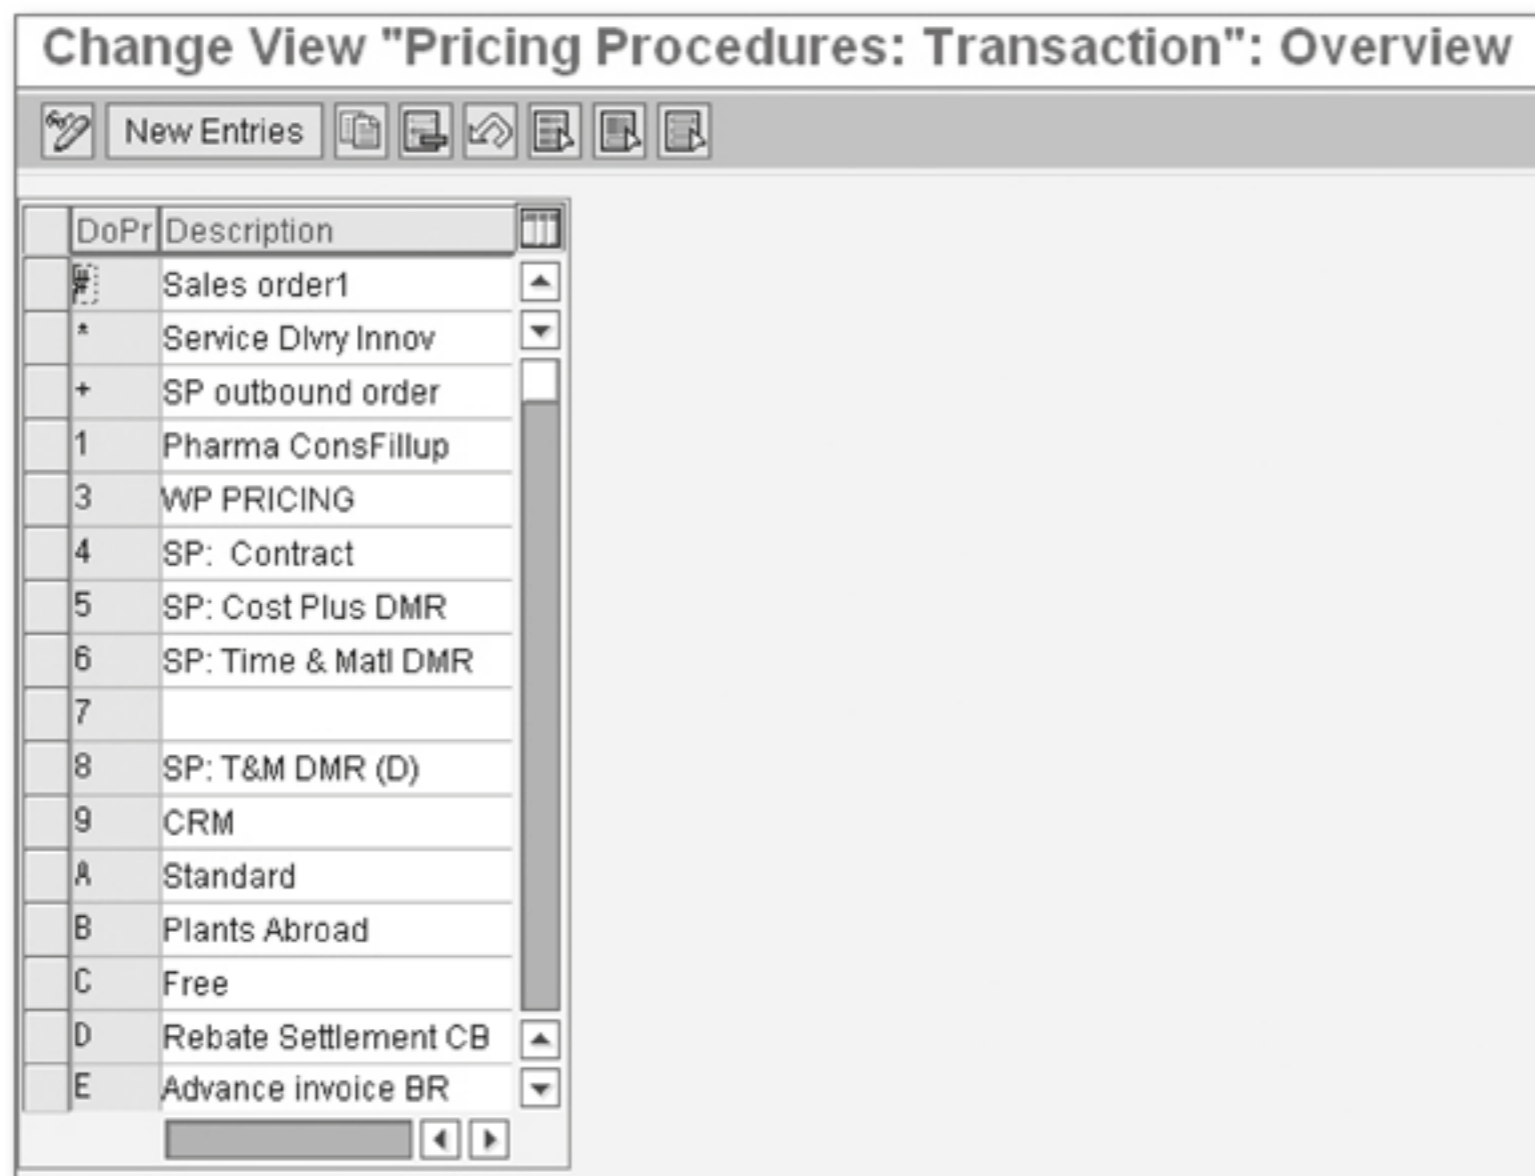 Change View "Pricing Procedures: Transaction": Overview
New Entries
DoPr Description
# Sales order1
* Service Dlvry Innov
+ SP outbound order
1 Pharma ConsFillup
3 WP PRICING
4 SP:  Contract
5 SP: Cost Plus DMR
6 SP: Time & Matl DMR
7
8 SP: T&M DMR (D)
9 CRM
A Standard
B Plants Abroad
C Free
D Rebate Settlement CB
E Advance invoice BR